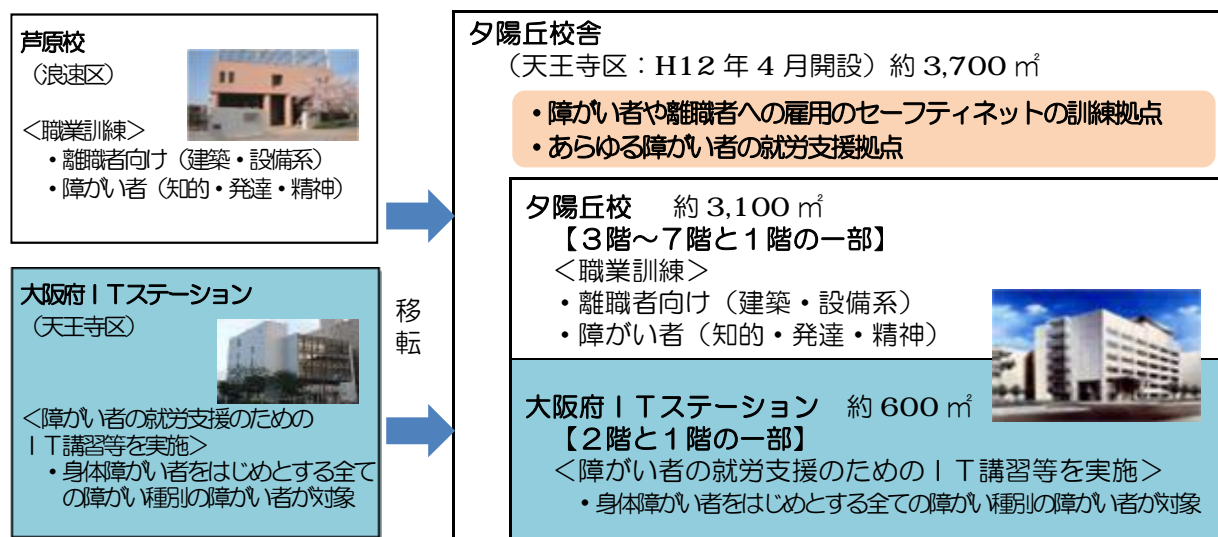 芦原校
（浪速区）
＜職業訓練＞
・離職者向け（建築・設備系）
・障がい者（知的・発達・精神）
大阪府ＩＴステーション
（天王寺区）
＜障がい者の就労支援のための
ＩＴ講習等を実施＞
・身体障がい者をはじめとする全て
の障がい種別の障がい者が対象
移
転
夕陽丘校舎
（天王寺区：H12 年 4 月開設）約 3,700 ㎡
・障がい者や離職者への雇用のセーフティネットの訓練拠点
・あらゆる障がい者の就労支援拠点
夕陽丘校　約 3,100 ㎡
【３階～７階と１階の一部】
＜職業訓練＞
・離職者向け（建築・設備系）
・障がい者（知的・発達・精神）
大阪府ＩＴステーション　約 600 ㎡
【２階と１階の一部】
＜障がい者の就労支援のためのＩＴ講習等を実施＞
・身体障がい者をはじめとする全ての障がい種別の障がい者が対象